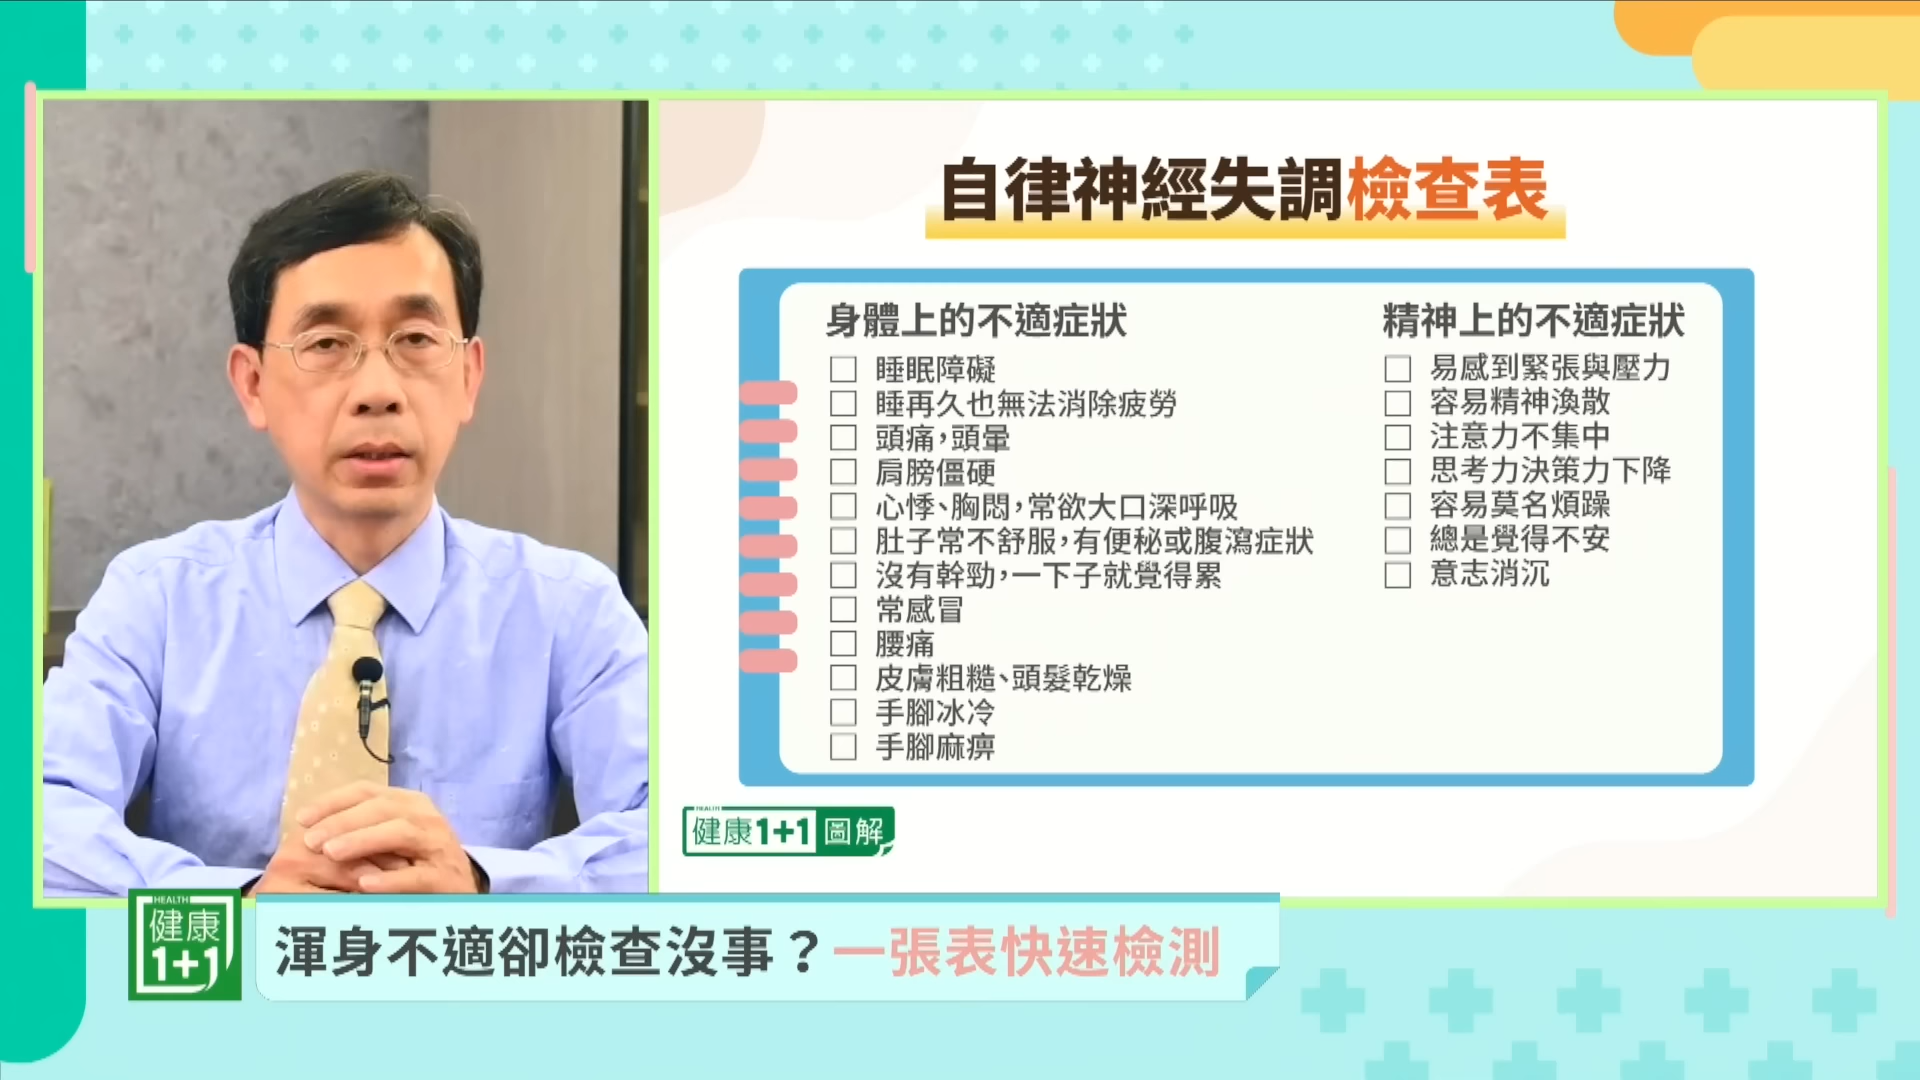 自律神經失調檢查表
身體上的不適症狀
□ 睡眠障礙
□ 睡再久也無法消除疲勞
□ 頭痛，頭暈
□ 肩膀僵硬
□ 心悸、胸悶，常欲大口深呼吸
□ 肚子常不舒服，有便秘或腹瀉症狀
□ 沒有幹勁，一下子就覺得累
□ 常感冒
□ 腰痛
□ 皮膚粗糙、頭髮乾燥
□ 手腳冰冷
□ 手腳麻痹
精神上的不適症狀
□ 易感到緊張與壓力
□ 容易精神渙散
□ 注意力不集中
□ 思考力決策力下降
□ 容易莫名煩躁
□ 總是覺得不安
□ 意志消沉
HEALTH
健康1+1 圖解
HEALTH
健康
1+1
渾身不適卻檢查沒事？一張表快速檢測